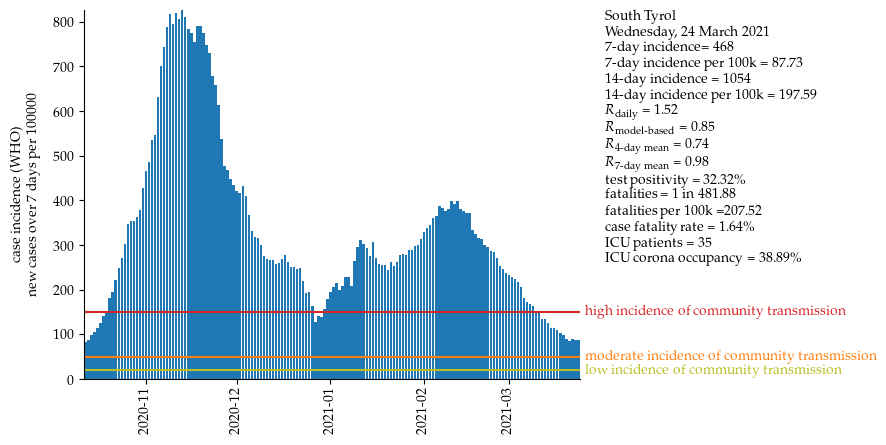 South Tyrol
Wednesday, 24 March 2021
7-day incidence= 468
7-day incidence per 100k = 87.73
14-day incidence = 1054
14-day incidence per 100k = 197.59
R_daily = 1.52
R_model-based = 0.85
R_4-day mean = 0.74
R_7-day mean = 0.98
test positivity = 32.32%
fatalities = 1 in 481.88
fatalities per 100k =207.52
case fatality rate = 1.64%
ICU patients = 35
ICU corona occupancy = 38.89%
case incidence (WHO)
new cases over 7 days per 100000
800
700
600
500
400
300
200
100
0
high incidence of community transmission
moderate incidence of community transmission
low incidence of community transmission
2020-11
2020-12
2021-01
2021-02
2021-03